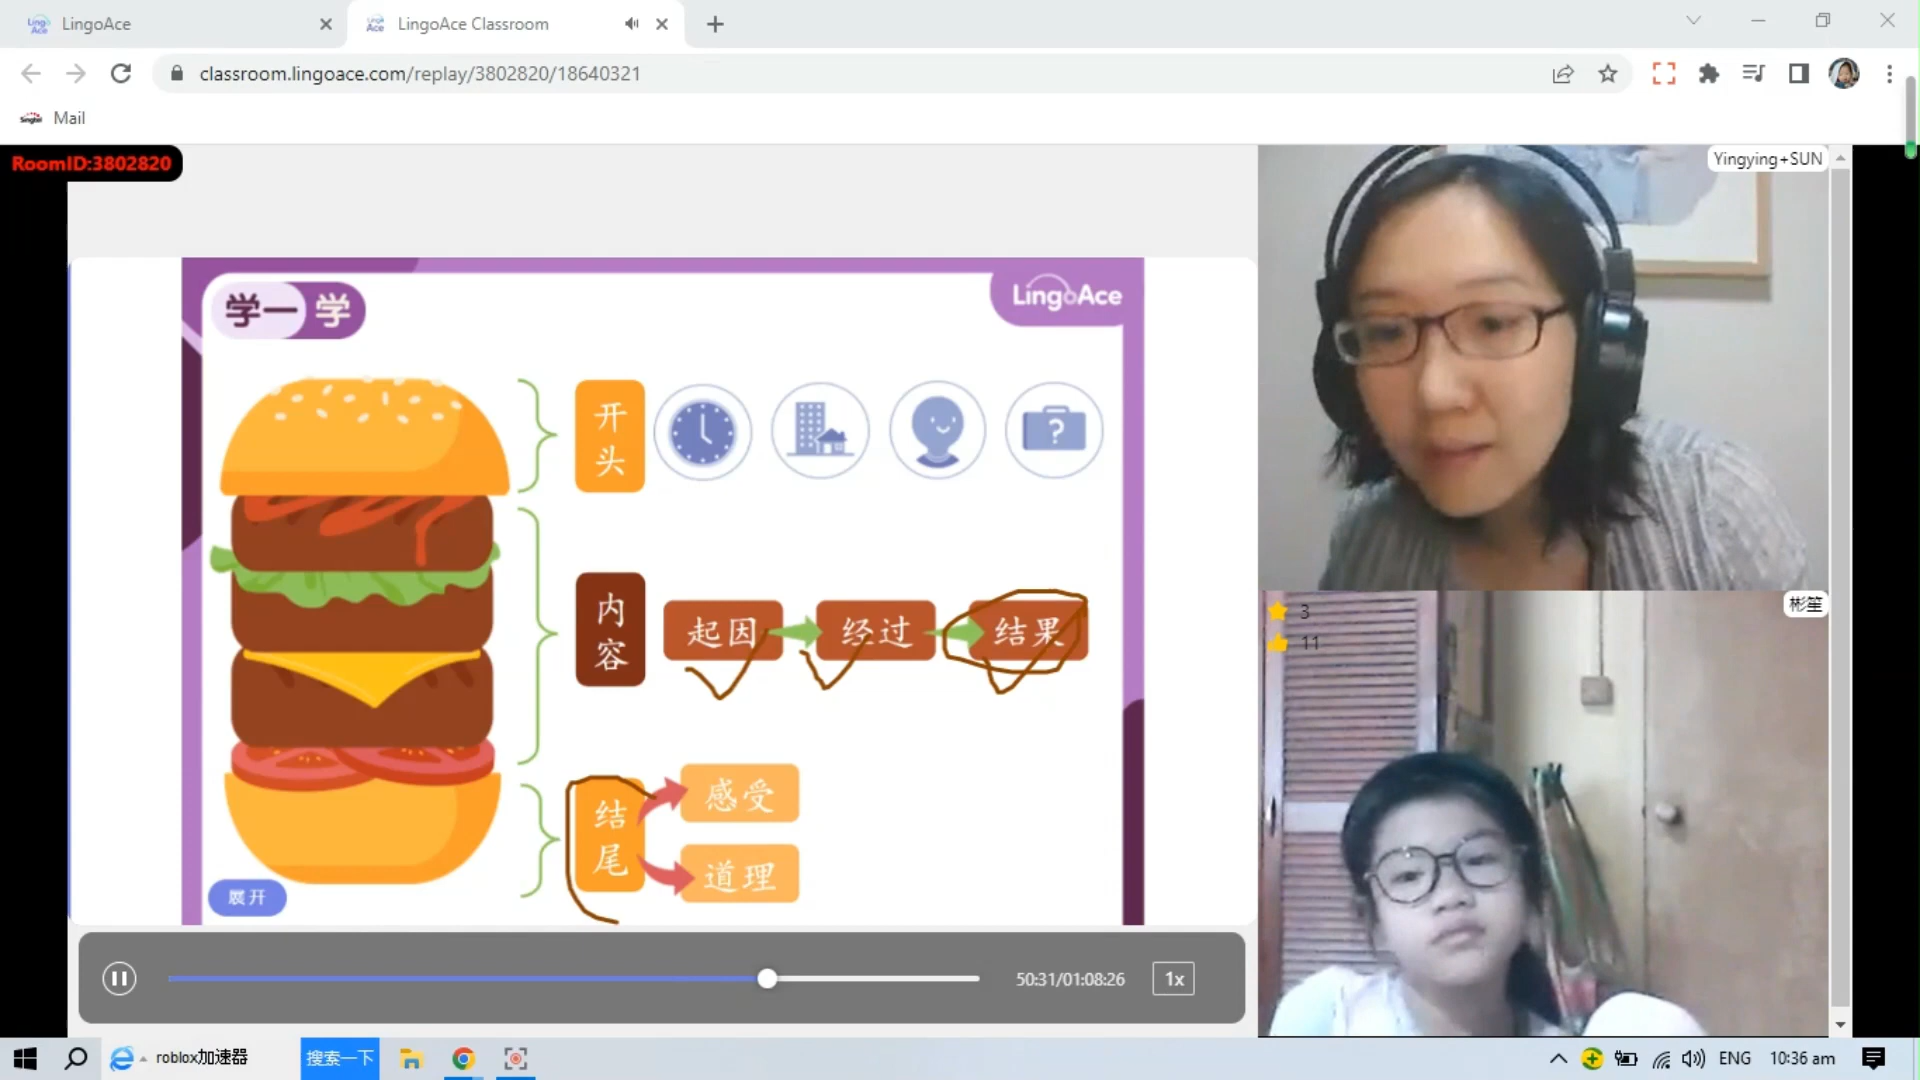 LingoAce
LingoAce Classroom
classroom.lingoace.com/replay/3802820/18640321
Singtel Mail
RoomID:3802820
Yingying+SUN
学一学
LingoAce
开头
?
内容
起因 经过 结果
结尾
感受
道理
展开
3
11
彬笙
50:31/01:08:26 1x
roblox加速器 搜索一下 ENG 10:36 am